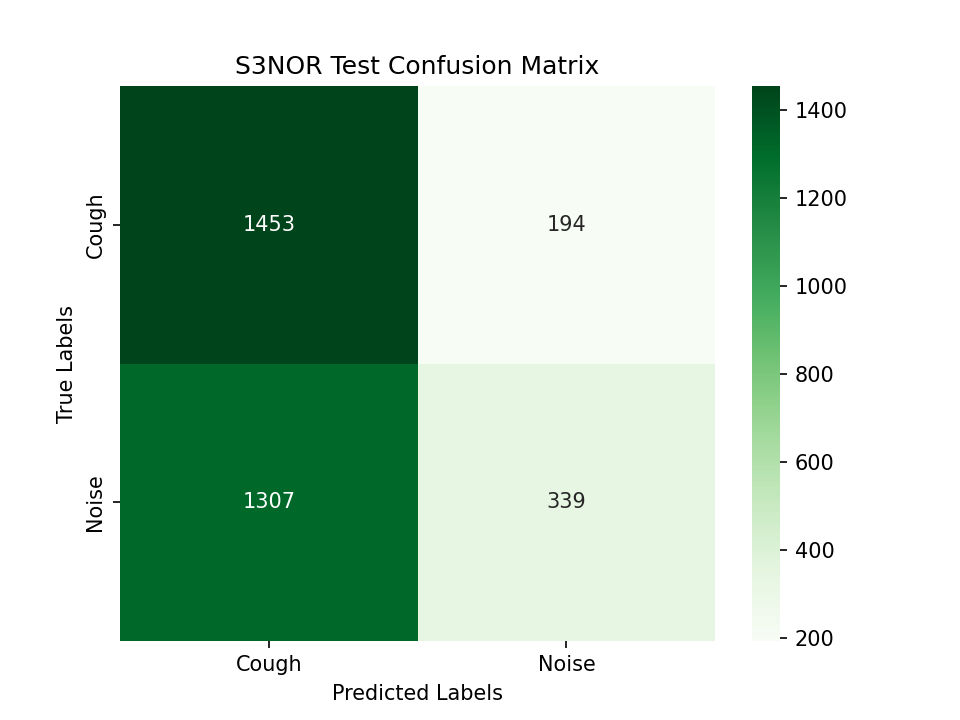 S3NOR Test Confusion Matrix
True Labels
Cough
Noise
1453
194
1307
339
Cough
Noise
Predicted Labels
1400
1200
1000
800
600
400
200